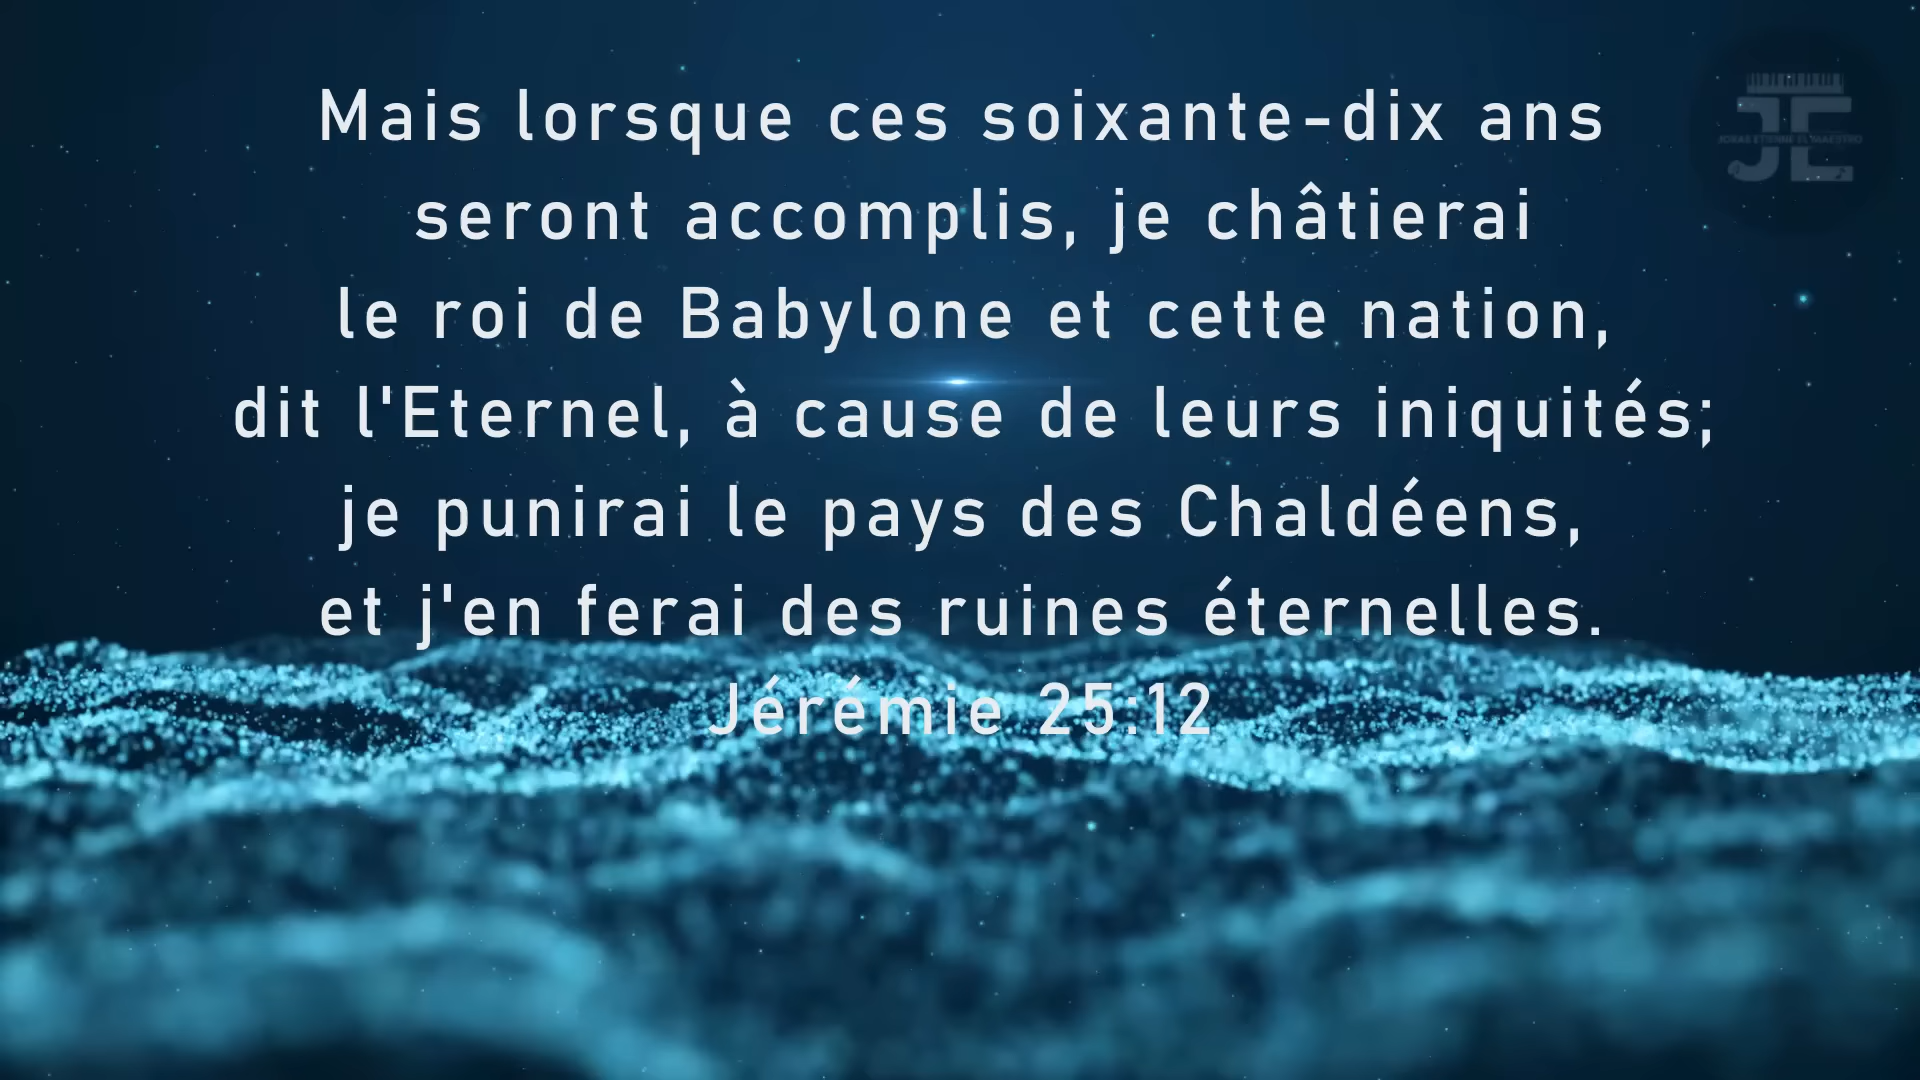 Mais lorsque ces soixante-dix ans
seront accomplis, je châtierai
le roi de Babylone et cette nation,
dit l'Eternel, à cause de leurs iniquités;
je punirai le pays des Chaldéens,
et j'en ferai des ruines éternelles.
Jérémie 25:12
JE